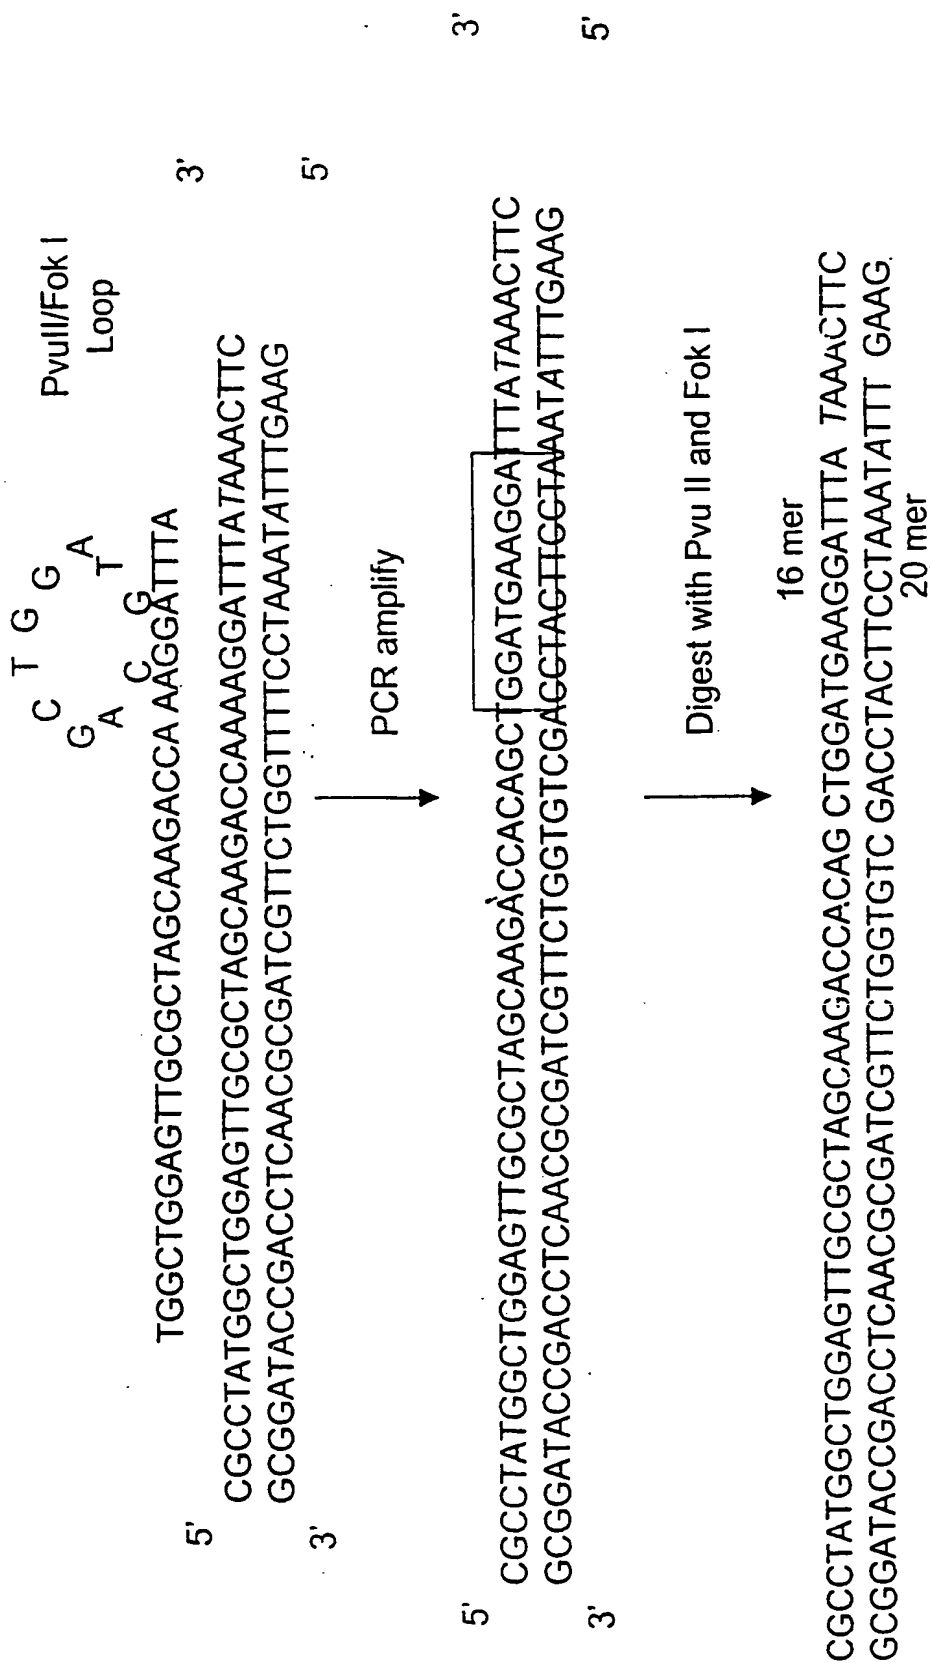 T G
C G
PvuII/Fok I
G A
Loop
A T
C G
TGGCTGGAGTTGCGCTAGCAAGACCA AAGGATTTA
3'
5' CGCCTATGGCTGGAGTTGCGCTAGCAAGACCAAAAGGATTTATAAACTTC
3' GCGGATACCGACCTCAACGCGATCGTTCTGGTTTTCCTAAATATTTGAAG 5'
PCR amplify
5' 3'
CGCCTATGGCTGGAGTTGCGCTAGCAAGACCACAGCTGGATGAAGGATTTATAAACTTC
GCGGATACCGACCTCAACGCGATCGTTCTGGTGTCGACCTACTTCCTAAATATTTGAAG
3' 5'
Digest with Pvu II and Fok I
16 mer
CGCCTATGGCTGGAGTTGCGCTAGCAAGACCACAG CTGGATGAAGGATTTA TAAACTTC
GCGGATACCGACCTCAACGCGATCGTTCTGGTGTC GACCTACTTCCTAAATATTT GAAG
20 mer